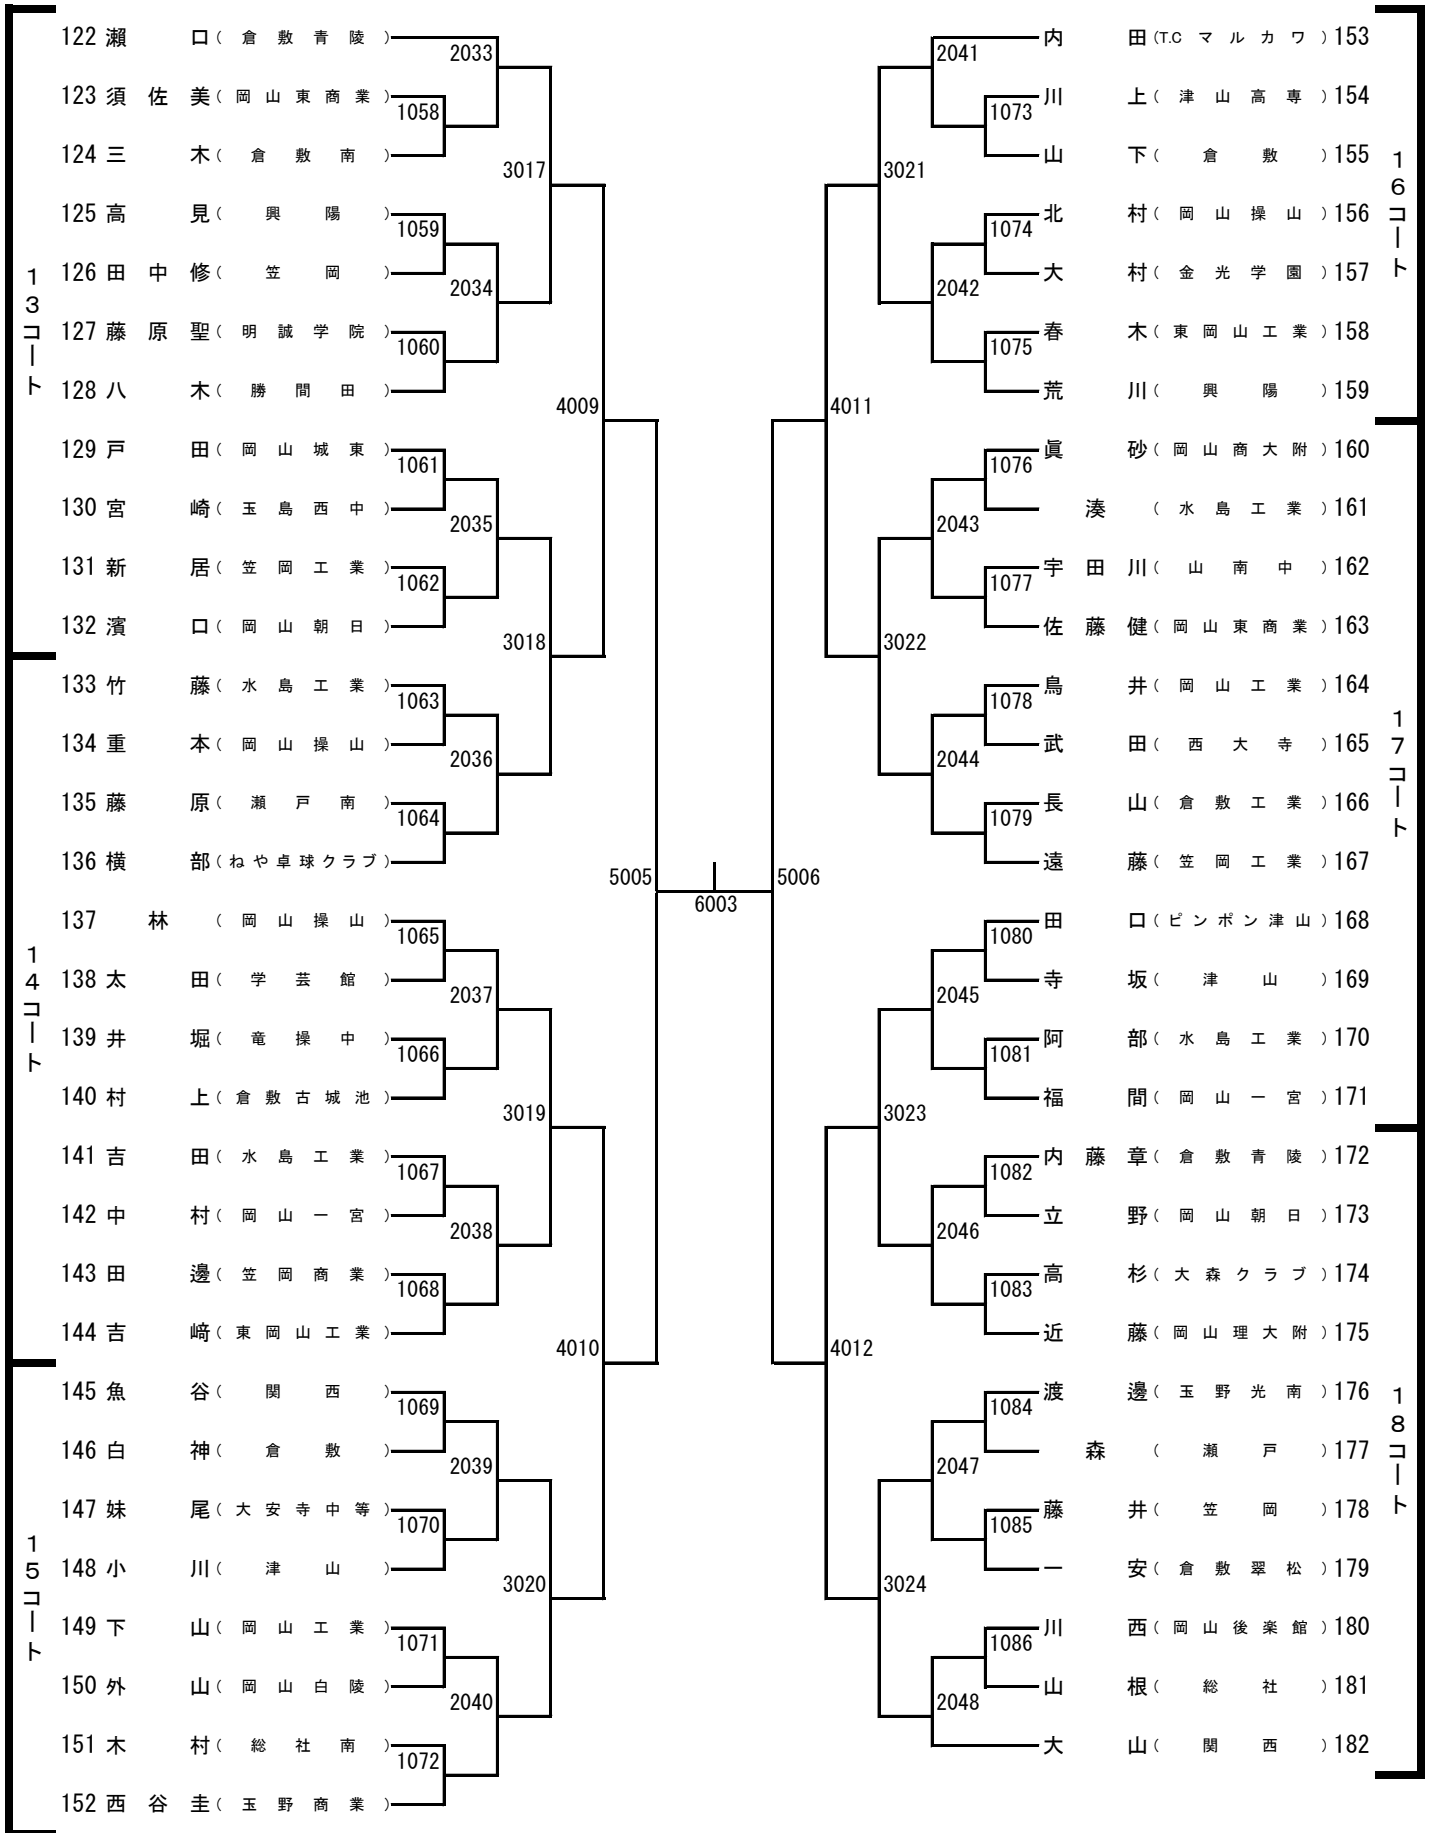 13コート
122 瀬口 (倉敷青陵)
123 須佐美 (岡山東商業)
124 三木 (倉敷南)
125 高見 (興陽)
126 田中修 (笠岡)
127 藤原聖 (明誠学院)
128 八木 (勝間田)
129 戸田 (岡山城東)
130 宮崎 (玉島西中)
131 新居 (笠岡工業)
132 濱口 (岡山朝日)
14コート
133 竹藤 (水島工業)
134 重本 (岡山操山)
135 藤原 (瀬戸南)
136 横部 (ねや卓球クラブ)
137 林 (岡山操山)
138 太田 (学芸館)
139 井堀 (竜操中)
140 村上 (倉敷古城池)
141 吉田 (水島工業)
142 中村 (岡山一宮)
143 田邊 (笠岡商業)
144 吉﨑 (東岡山工業)
15コート
145 魚谷 (関西)
146 白神 (倉敷)
147 妹尾 (大安寺中等)
148 小川 (津山)
149 下山 (岡山工業)
150 外山 (岡山白陵)
151 木村 (総社南)
152 西谷圭 (玉野商業)
1058
1059
1060
1061
1062
1063
1064
1065
1066
1067
1068
1069
1070
1071
1072
2033
2034
2035
2036
2037
2038
2039
2040
3017
3018
3019
3020
4009
4010
5005
6003
5006
4011
4012
3021
3022
3023
3024
2041
2042
2043
2044
2045
2046
2047
2048
1073
1074
1075
1076
1077
1078
1079
1080
1081
1082
1083
1084
1085
1086
16コート
内田 (T.C マルカワ) 153
川上 (津山高専) 154
山下 (倉敷) 155
北村 (岡山操山) 156
大村 (金光学園) 157
春木 (東岡山工業) 158
荒川 (興陽) 159
17コート
眞砂 (岡山商大附) 160
湊 (水島工業) 161
宇田川 (山南中) 162
佐藤健 (岡山東商業) 163
鳥井 (岡山工業) 164
武田 (西大寺) 165
長山 (倉敷工業) 166
遠藤 (笠岡工業) 167
田口 (ピンポン津山) 168
寺坂 (津山) 169
阿部 (水島工業) 170
福間 (岡山一宮) 171
18コート
内藤章 (倉敷青陵) 172
立野 (岡山朝日) 173
高杉 (大森クラブ) 174
近藤 (岡山理大附) 175
渡邊 (玉野光南) 176
森 (瀬戸) 177
藤井 (笠岡) 178
一安 (倉敷翠松) 179
川西 (岡山後楽館) 180
山根 (総社) 181
大山 (関西) 182